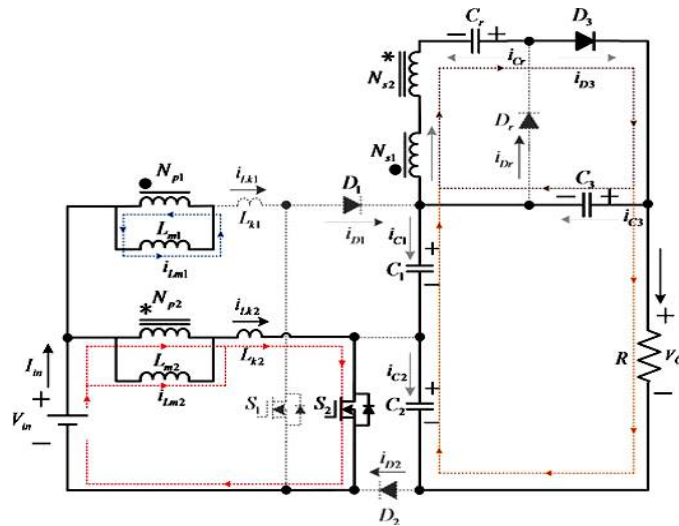 C_r
D_3
− +
i_Cr
*
N_s2
i_D3
D_r
N_s1
i_Dr
N_p1
i_Lk1
D_1
C_3
− +
L_k1
i_D1
i_C1
i_C3
L_m1
+
i_Lm1
C_1
−
N_p2
*
i_Lk2
+
I_in
L_m2
L_k2
i_C2
+
R
V_o
+
i_Lm2
S_1
S_2
C_2
−
V_in
−
−
i_D2
D_2